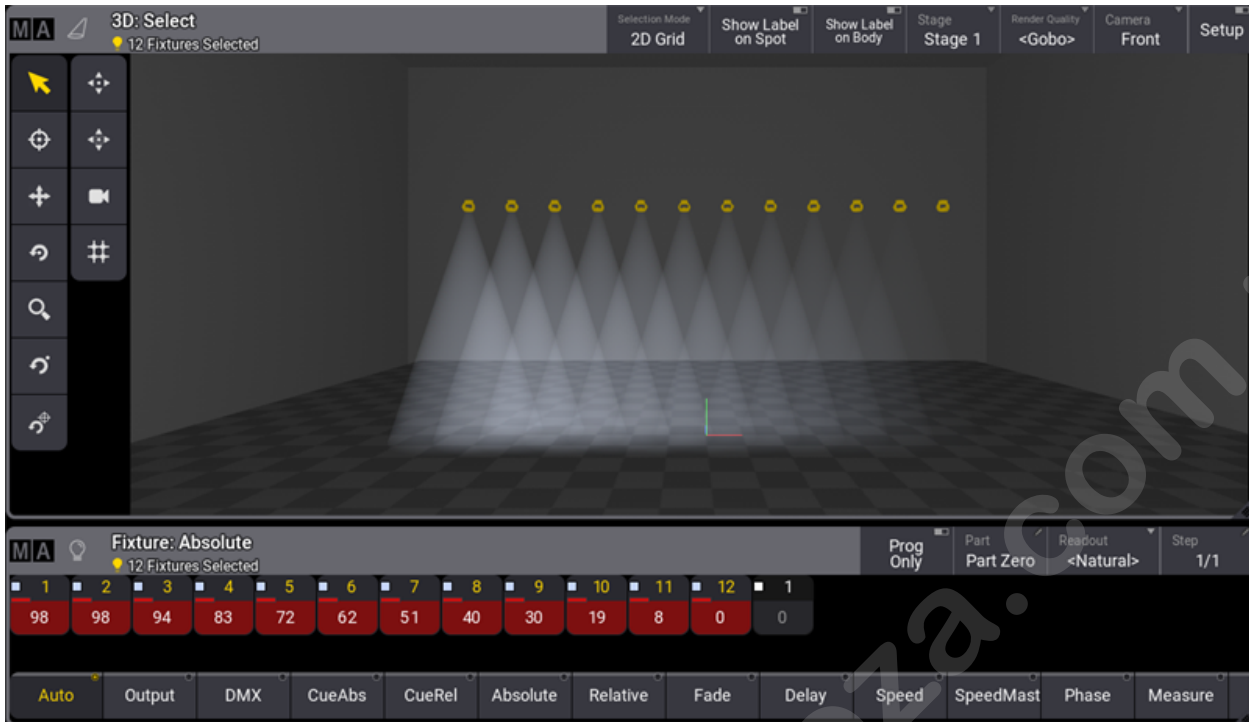 MA
3D: Select
12 Fixtures Selected
Selection Mode
2D Grid
Show Label
on Spot
Show Label
on Body
Stage
Stage 1
Render Quality
<Gobo>
Camera
Front
Setup
MA
Fixture: Absolute
12 Fixtures Selected
Prog
Only
Part
Part Zero
Readout
<Natural>
Step
1/1
1 2 3 4 5 6 7 8 9 10 11 12 1
98 98 94 83 72 62 51 40 30 19 8 0 0
Auto Output DMX CueAbs CueRel Absolute Relative Fade Delay Speed SpeedMast Phase Measure
oza.com